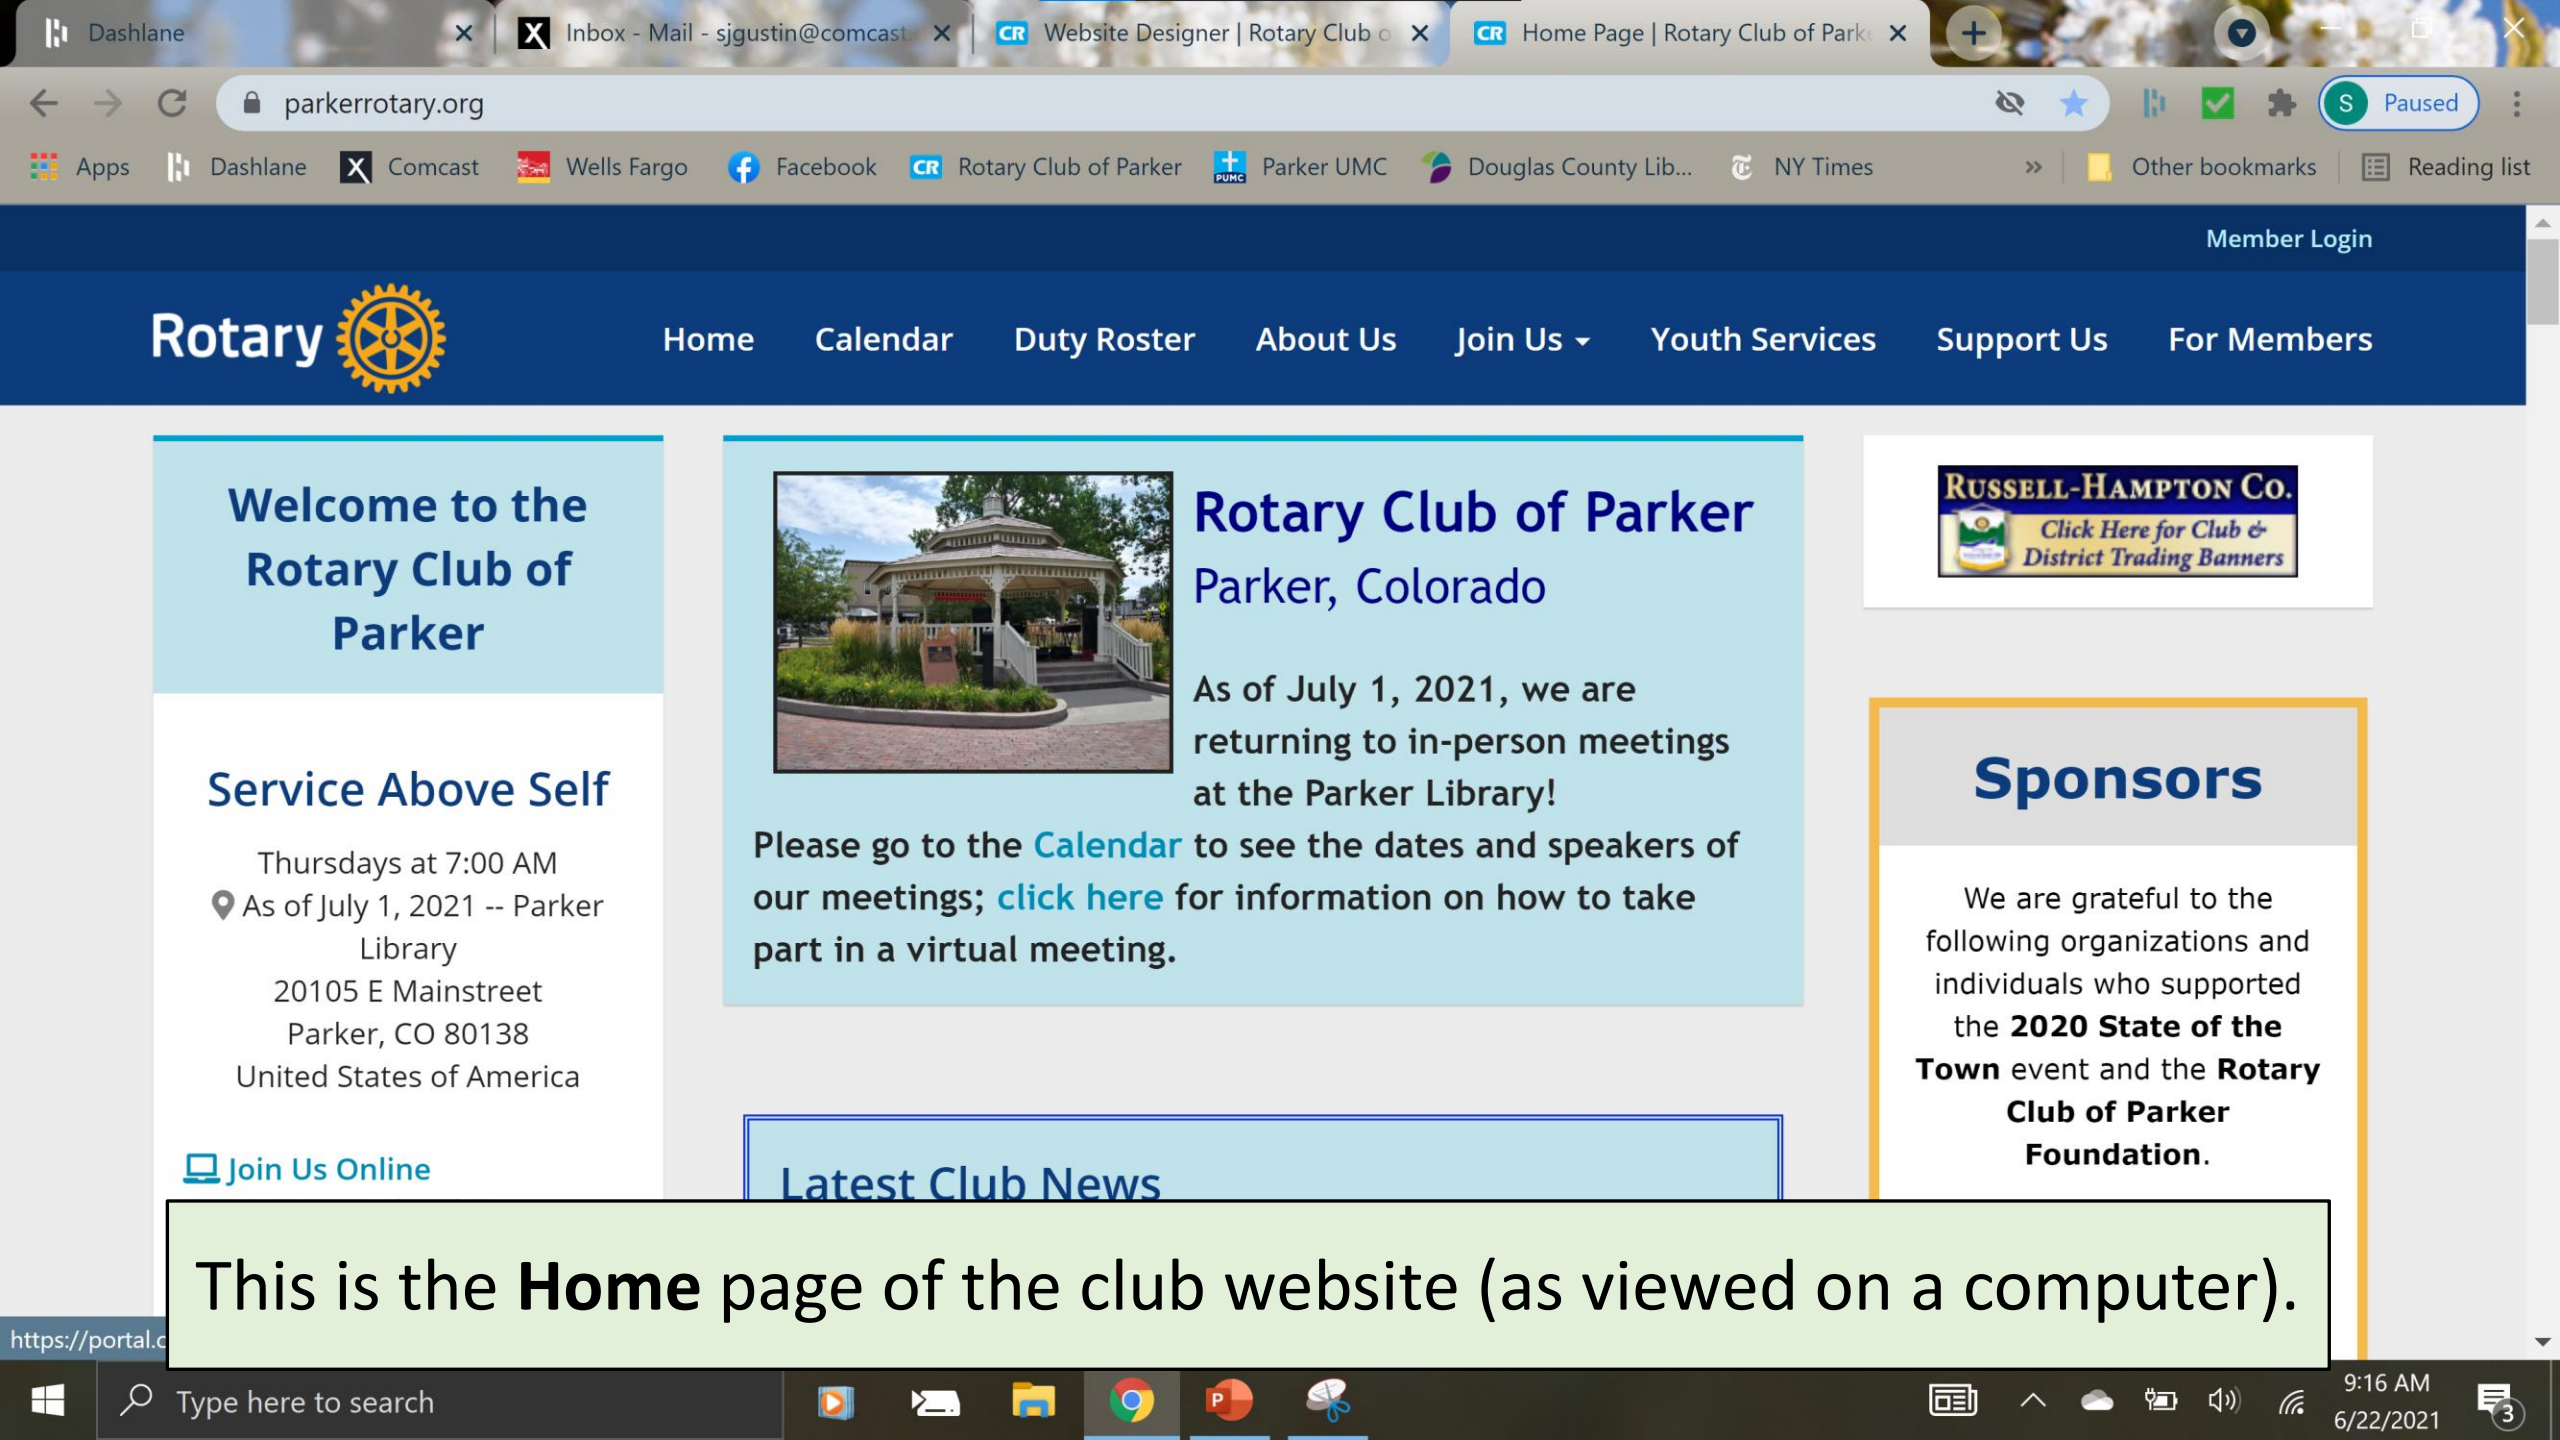 Dashlane
Inbox - Mail - sjgustin@comcast.
Website Designer | Rotary Club o
Home Page | Rotary Club of Park
parkerrotary.org
S Paused
Apps
Dashlane
Comcast
Wells Fargo
Facebook
CR Rotary Club of Parker
PUMC Parker UMC
Douglas County Lib...
NY Times
»
Other bookmarks
Reading list
Member Login
Rotary
Home
Calendar
Duty Roster
About Us
Join Us
Youth Services
Support Us
For Members
Welcome to the
Rotary Club of
Parker
Service Above Self
Thursdays at 7:00 AM
As of July 1, 2021 -- Parker
Library
20105 E Mainstreet
Parker, CO 80138
United States of America
Join Us Online
Rotary Club of Parker
Parker, Colorado
As of July 1, 2021, we are
returning to in-person meetings
at the Parker Library!
Please go to the Calendar to see the dates and speakers of
our meetings; click here for information on how to take
part in a virtual meeting.
Latest Club News
RUSSELL-HAMPTON CO.
Click Here for Club &
District Trading Banners
Sponsors
We are grateful to the
following organizations and
individuals who supported
the 2020 State of the
Town event and the Rotary
Club of Parker
Foundation.
This is the Home page of the club website (as viewed on a computer).
https://portal.c
Type here to search
9:16 AM
6/22/2021
3